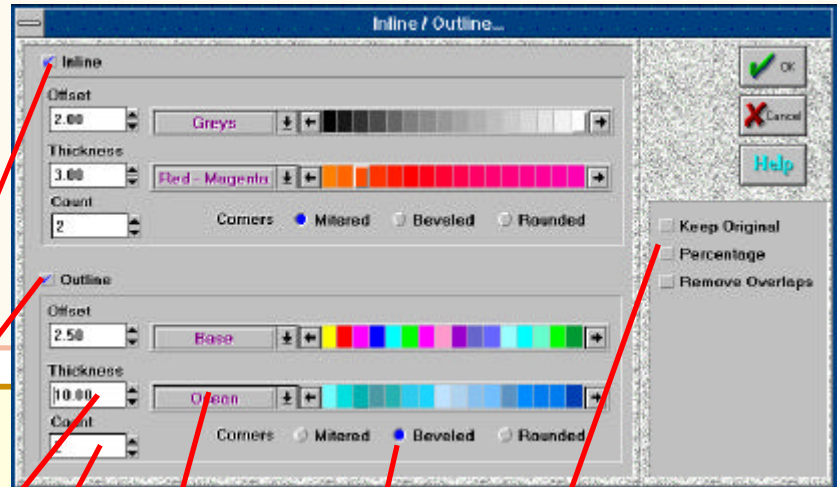 Inline / Outline...
Inline
OK
Offset
2.00
Greys
Cancel
Thickness
3.00
Red - Magenta
Help
Count
2
Corners Mitered Beveled Rounded
Keep Original
Percentage
Outline
Remove Overlaps
Offset
2.50
Base
Thickness
10.00
Ocean
Count
Corners Mitered Beveled Rounded